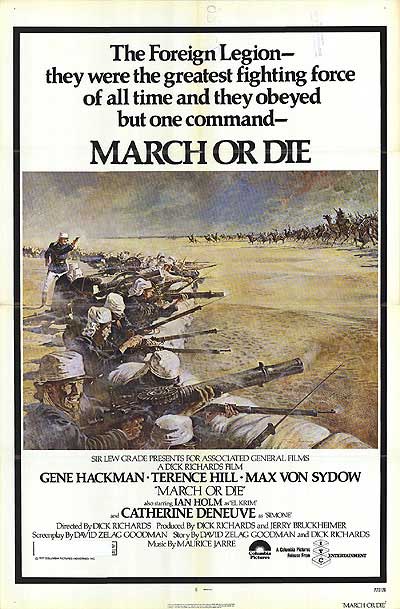 The Foreign Legion—
they were the greatest fighting force
of all time and they obeyed
but one command—
MARCH OR DIE
SIR LEW GRADE PRESENTS FOR ASSOCIATED GENERAL FILMS
A DICK RICHARDS FILM
GENE HACKMAN · TERENCE HILL · MAX VON SYDOW
"MARCH OR DIE"
also starring IAN HOLM as "EL KRIM"
and CATHERINE DENEUVE as "SIMONE"
Directed By DICK RICHARDS Produced By DICK RICHARDS and JERRY BRUCKHEIMER
Screenplay By DAVID ZELAG GOODMAN Story By DAVID ZELAG GOODMAN and DICK RICHARDS
Music By MAURICE JARRE
Columbia
Pictures
A Columbia Pictures
Release From
ITC
ENTERTAINMENT
"MARCH OR DIE"